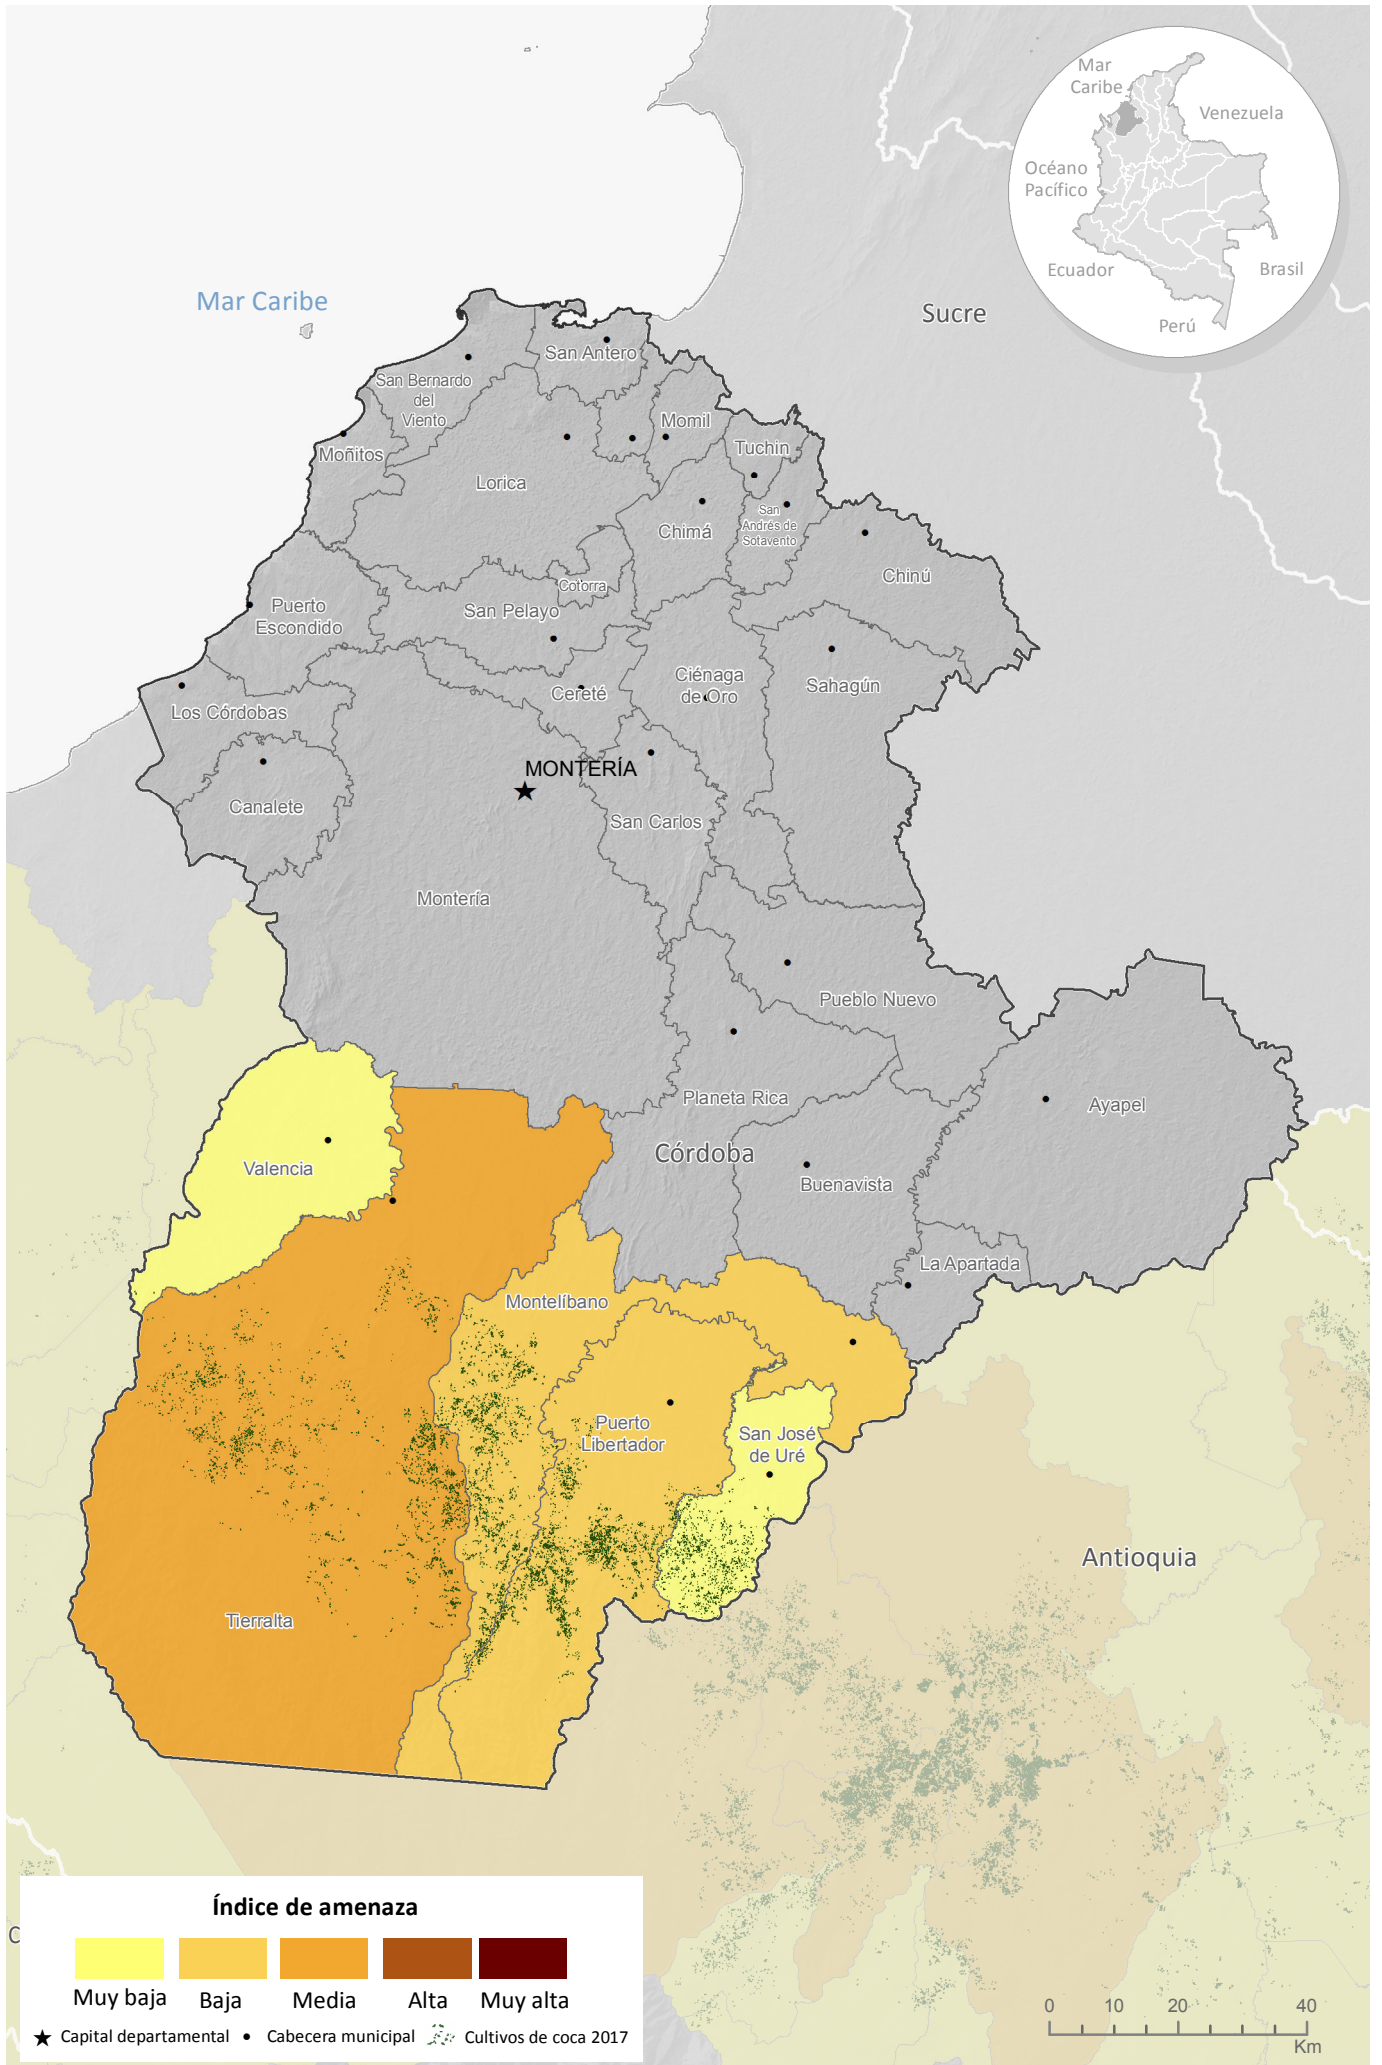 Mar
Caribe
Venezuela
Océano
Pacífico
Ecuador
Brasil
Perú
Mar Caribe
Sucre
San Antero
San Bernardo
del
Viento
Momil
Moñitos
Tuchin
Lorica
San
Andrés de
Sotavento
Chimá
Chinú
Cotorra
Puerto
Escondido
San Pelayo
Ciénaga
de Oro
Sahagún
Cereté
Los Córdobas
MONTERÍA
Canalete
San Carlos
Montería
Pueblo Nuevo
Planeta Rica
Ayapel
Córdoba
Valencia
Buenavista
La Apartada
Montelíbano
Puerto
Libertador
San José
de Uré
Antioquia
Tierralta
C
Índice de amenaza
Muy baja
Baja
Media
Alta
Muy alta
Capital departamental
Cabecera municipal
Cultivos de coca 2017
0
10
20
40
Km